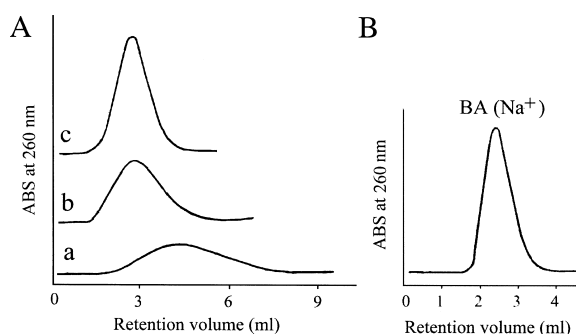 A
B
c
b
a
ABS at 260 nm
0 3 6 9
Retention volume (ml)
BA (Na⁺)
ABS at 260 nm
0 1 2 3 4
Retention volume (ml)